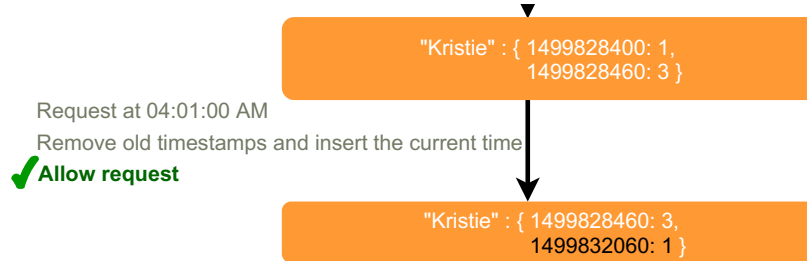 "Kristie" : { 1499828400: 1,
1499828460: 3 }
Request at 04:01:00 AM
Remove old timestamps and insert the current time
Allow request
"Kristie" : { 1499828460: 3,
1499832060: 1 }